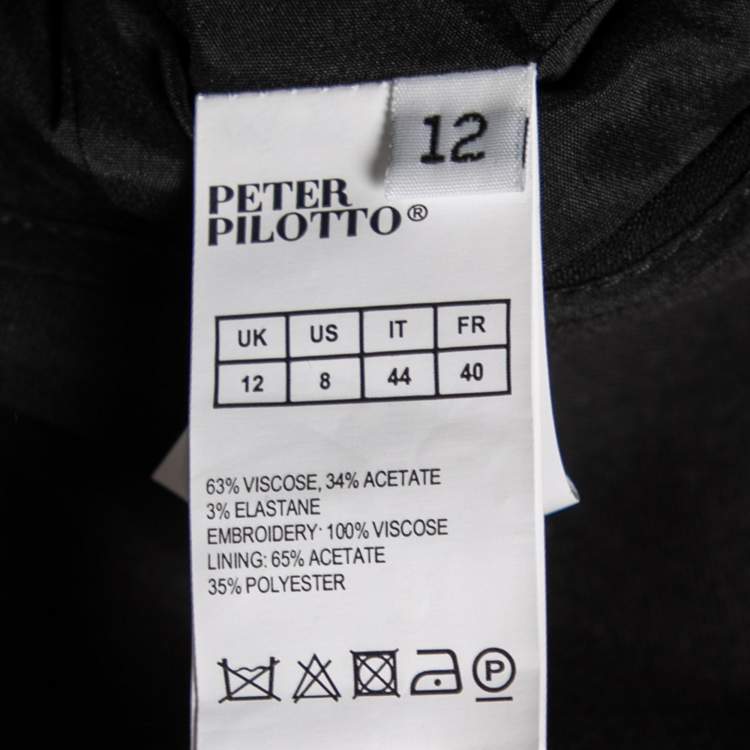 12
PETER
PILOTTO®
UK US IT FR
12 8 44 40
63% VISCOSE, 34% ACETATE
3% ELASTANE
EMBROIDERY: 100% VISCOSE
LINING: 65% ACETATE
35% POLYESTER
P